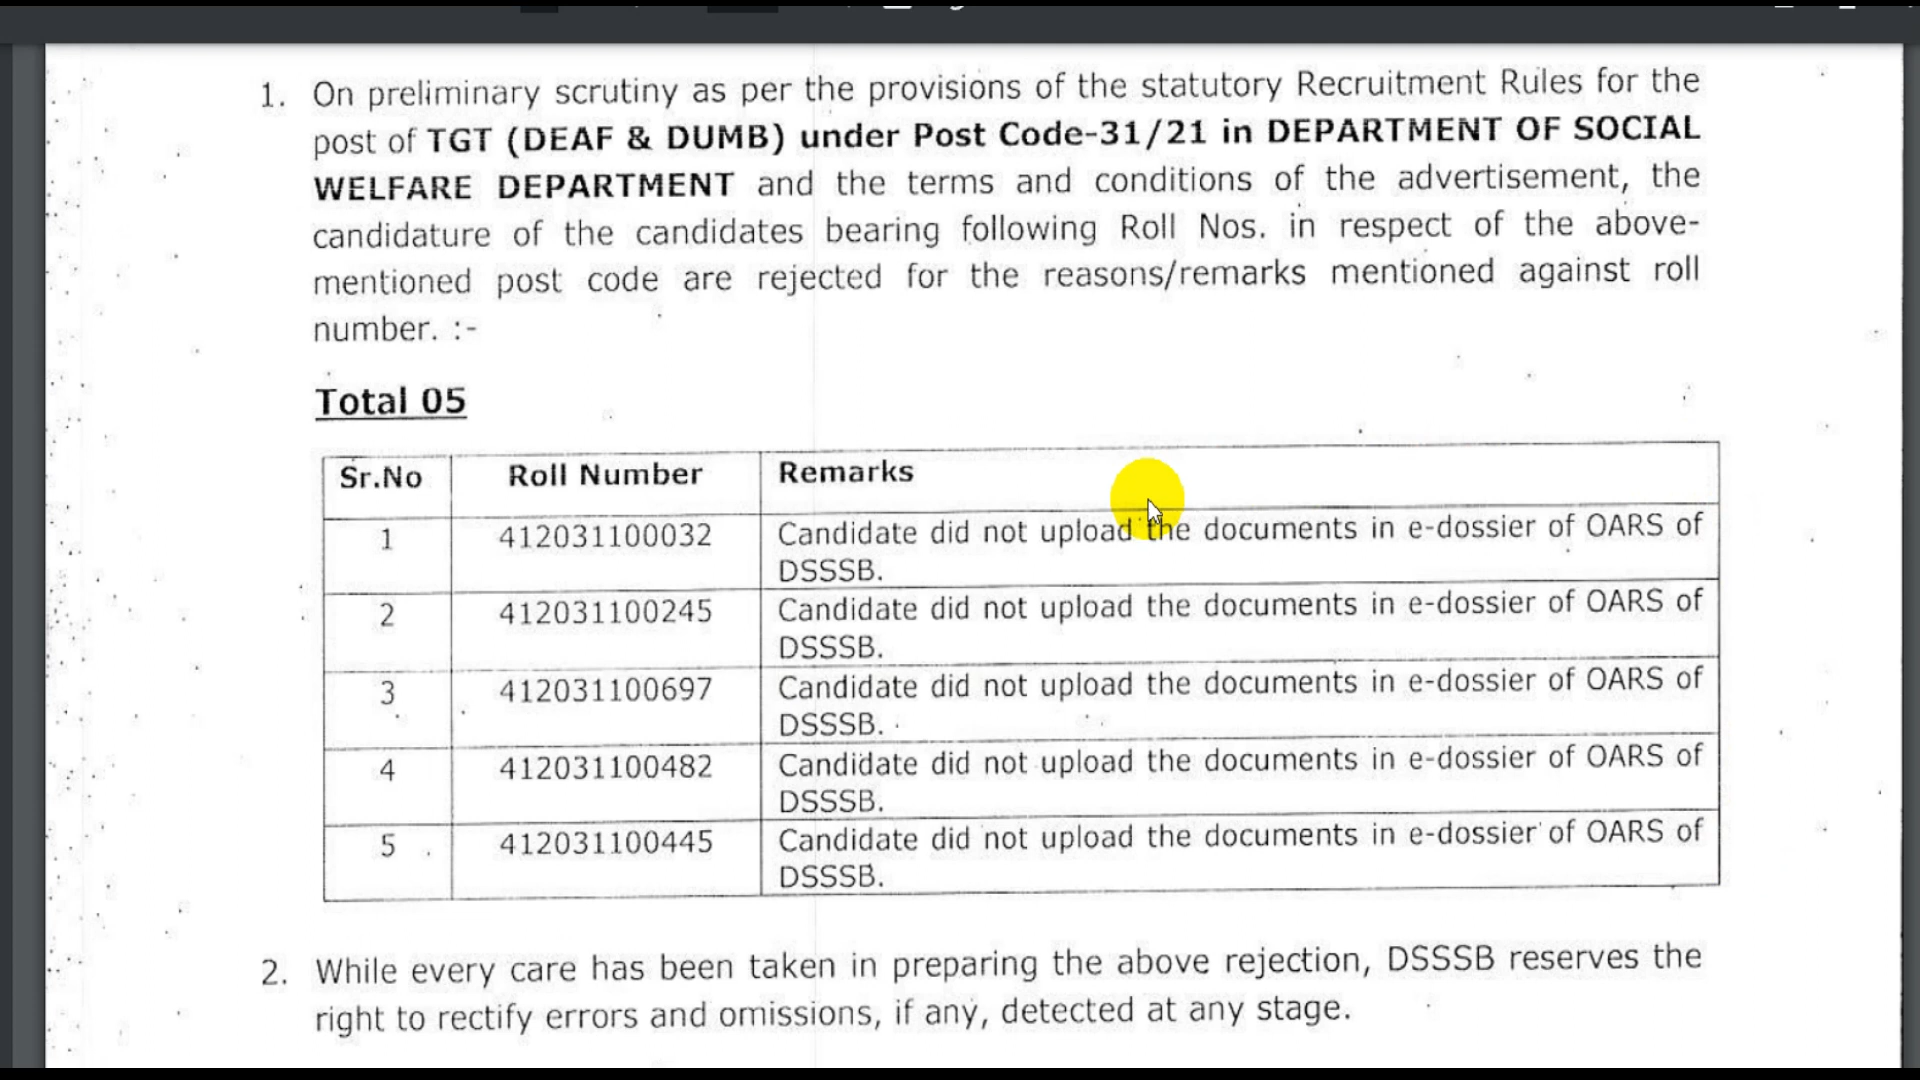 1. On preliminary scrutiny as per the provisions of the statutory Recruitment Rules for the
post of TGT (DEAF & DUMB) under Post Code-31/21 in DEPARTMENT OF SOCIAL
WELFARE DEPARTMENT and the terms and conditions of the advertisement, the
candidature of the candidates bearing following Roll Nos. in respect of the above-
mentioned post code are rejected for the reasons/remarks mentioned against roll
number. :-
Total 05
Sr.No Roll Number Remarks
1 412031100032 Candidate did not upload the documents in e-dossier of OARS of
DSSSB.
2 412031100245 Candidate did not upload the documents in e-dossier of OARS of
DSSSB.
3 412031100697 Candidate did not upload the documents in e-dossier of OARS of
DSSSB.
4 412031100482 Candidate did not upload the documents in e-dossier of OARS of
DSSSB.
5 412031100445 Candidate did not upload the documents in e-dossier of OARS of
DSSSB.
2. While every care has been taken in preparing the above rejection, DSSSB reserves the
right to rectify errors and omissions, if any, detected at any stage.